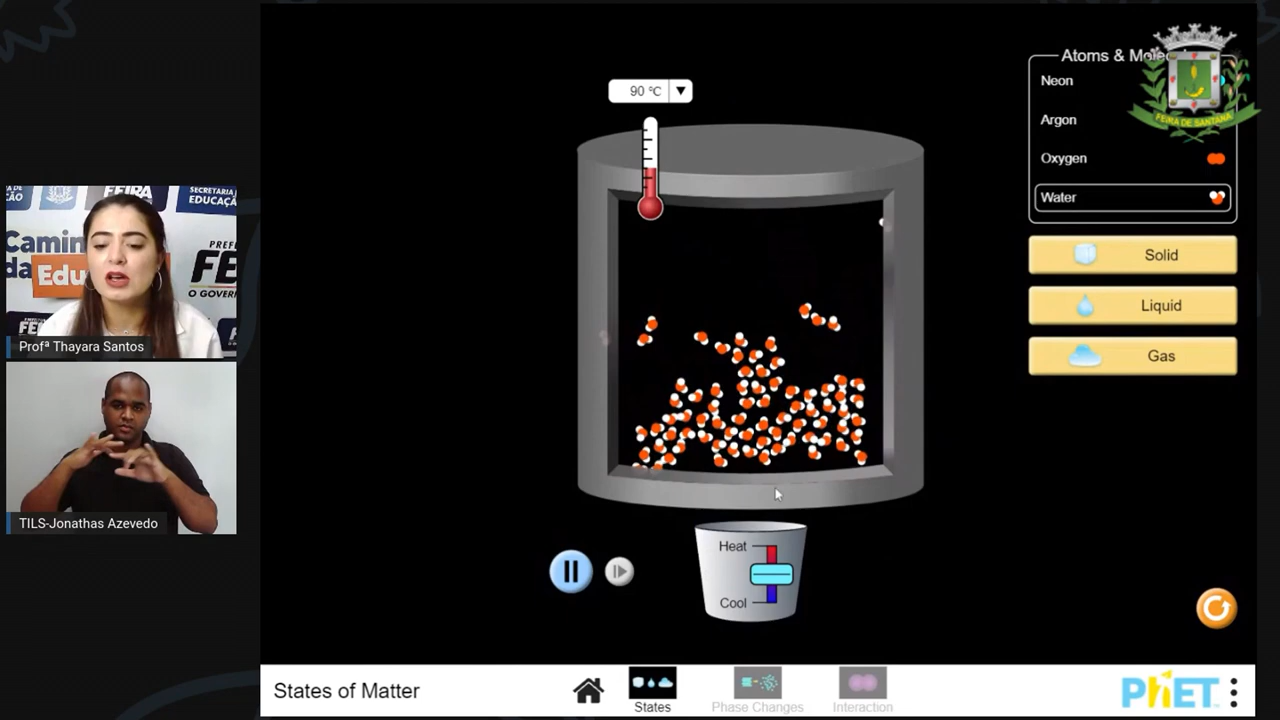 Atoms & Mole
FEIRA DE SANTANA
90 °C
Neon
Argon
Oxygen
Water
Solid
Liquid
Gas
FEIRA
SECRETARIA
EDUCAÇÃO
Camin
da
Edu
PREFE
FE
O GOVERN
Profª Thayara Santos
TILS-Jonathas Azevedo
Heat
Cool
States of Matter
States
Phase Changes
Interaction
PhET